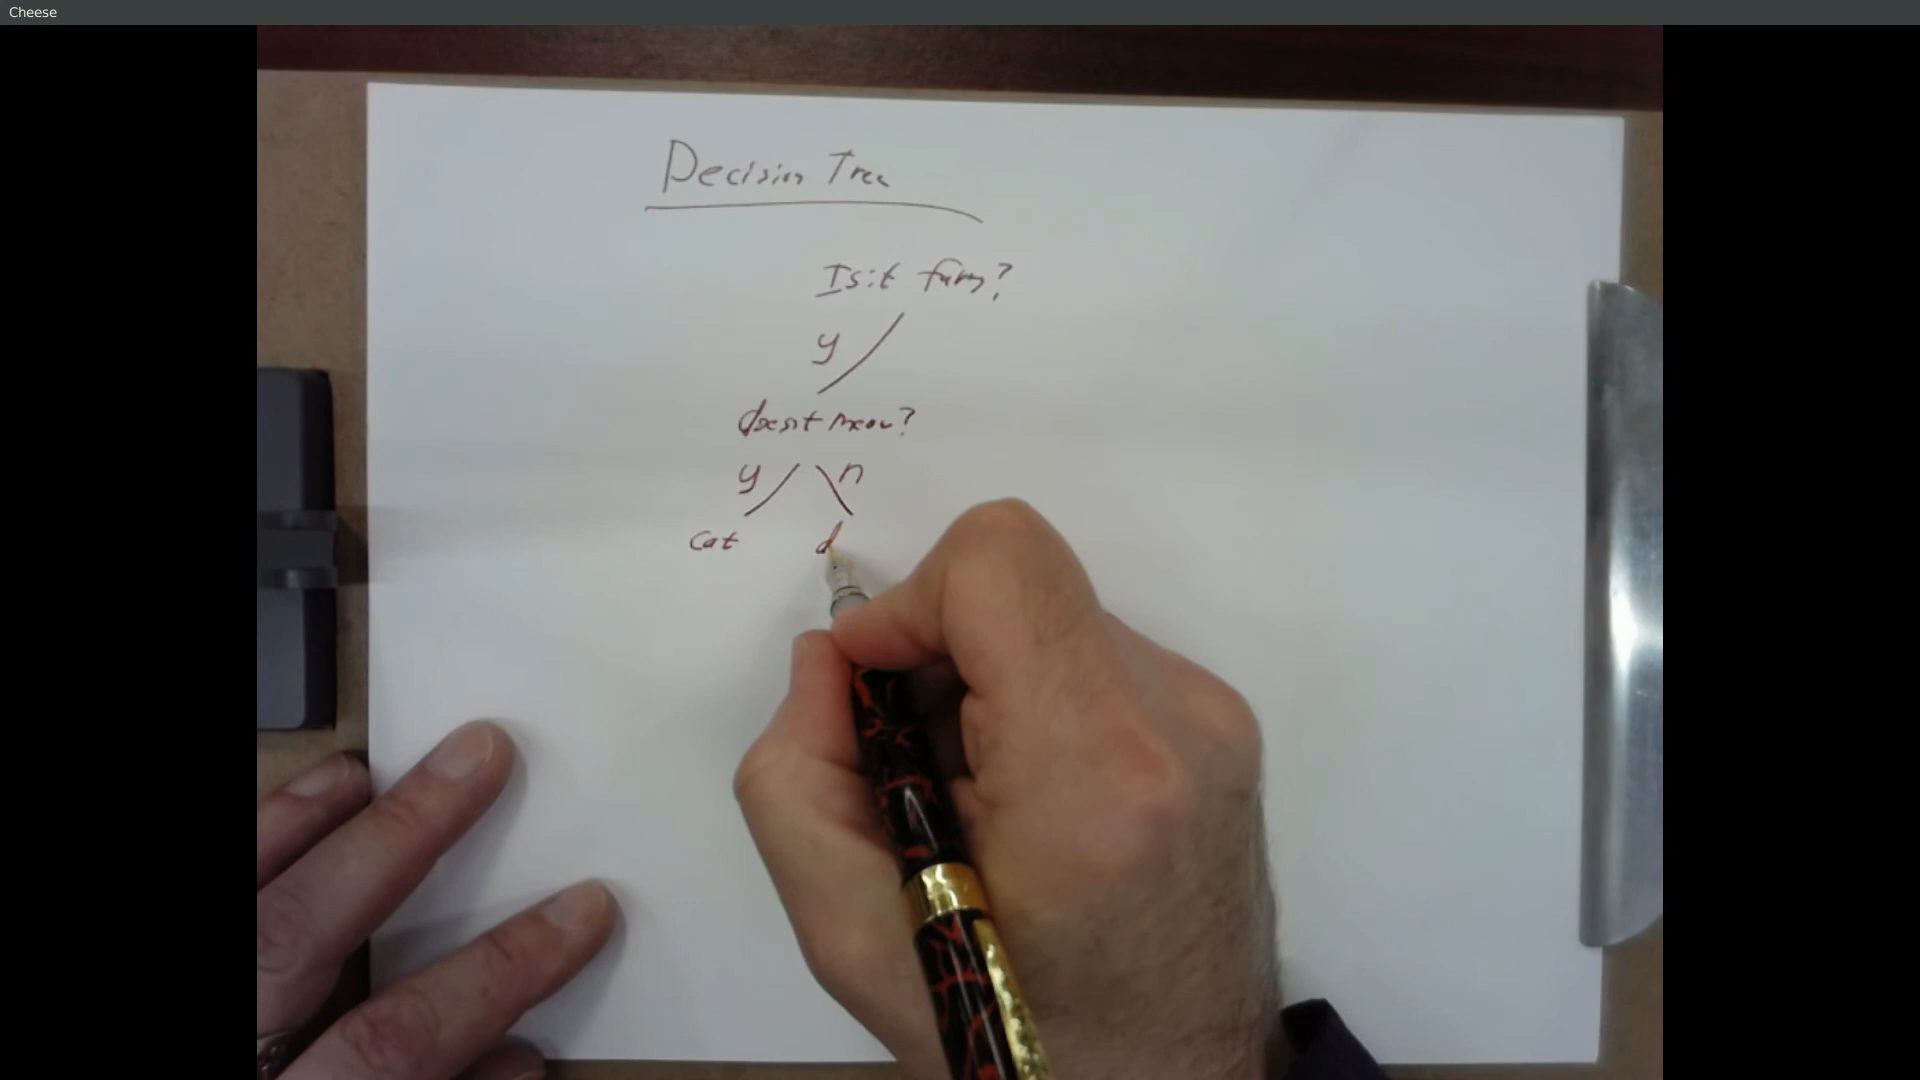 Cheese
Decision Tree
Is it furry?
y
does it meow?
y n
cat d